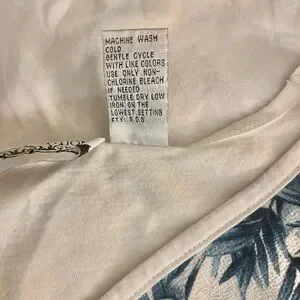 MACHINE WASH
COLD
GENTLE CYCLE
WITH LIKE COLORS
USE ONLY NON-
CHLORINE BLEACH
IF NEEDED
TUMBLE DRY LOW
IRON ON THE
LOWEST SETTING